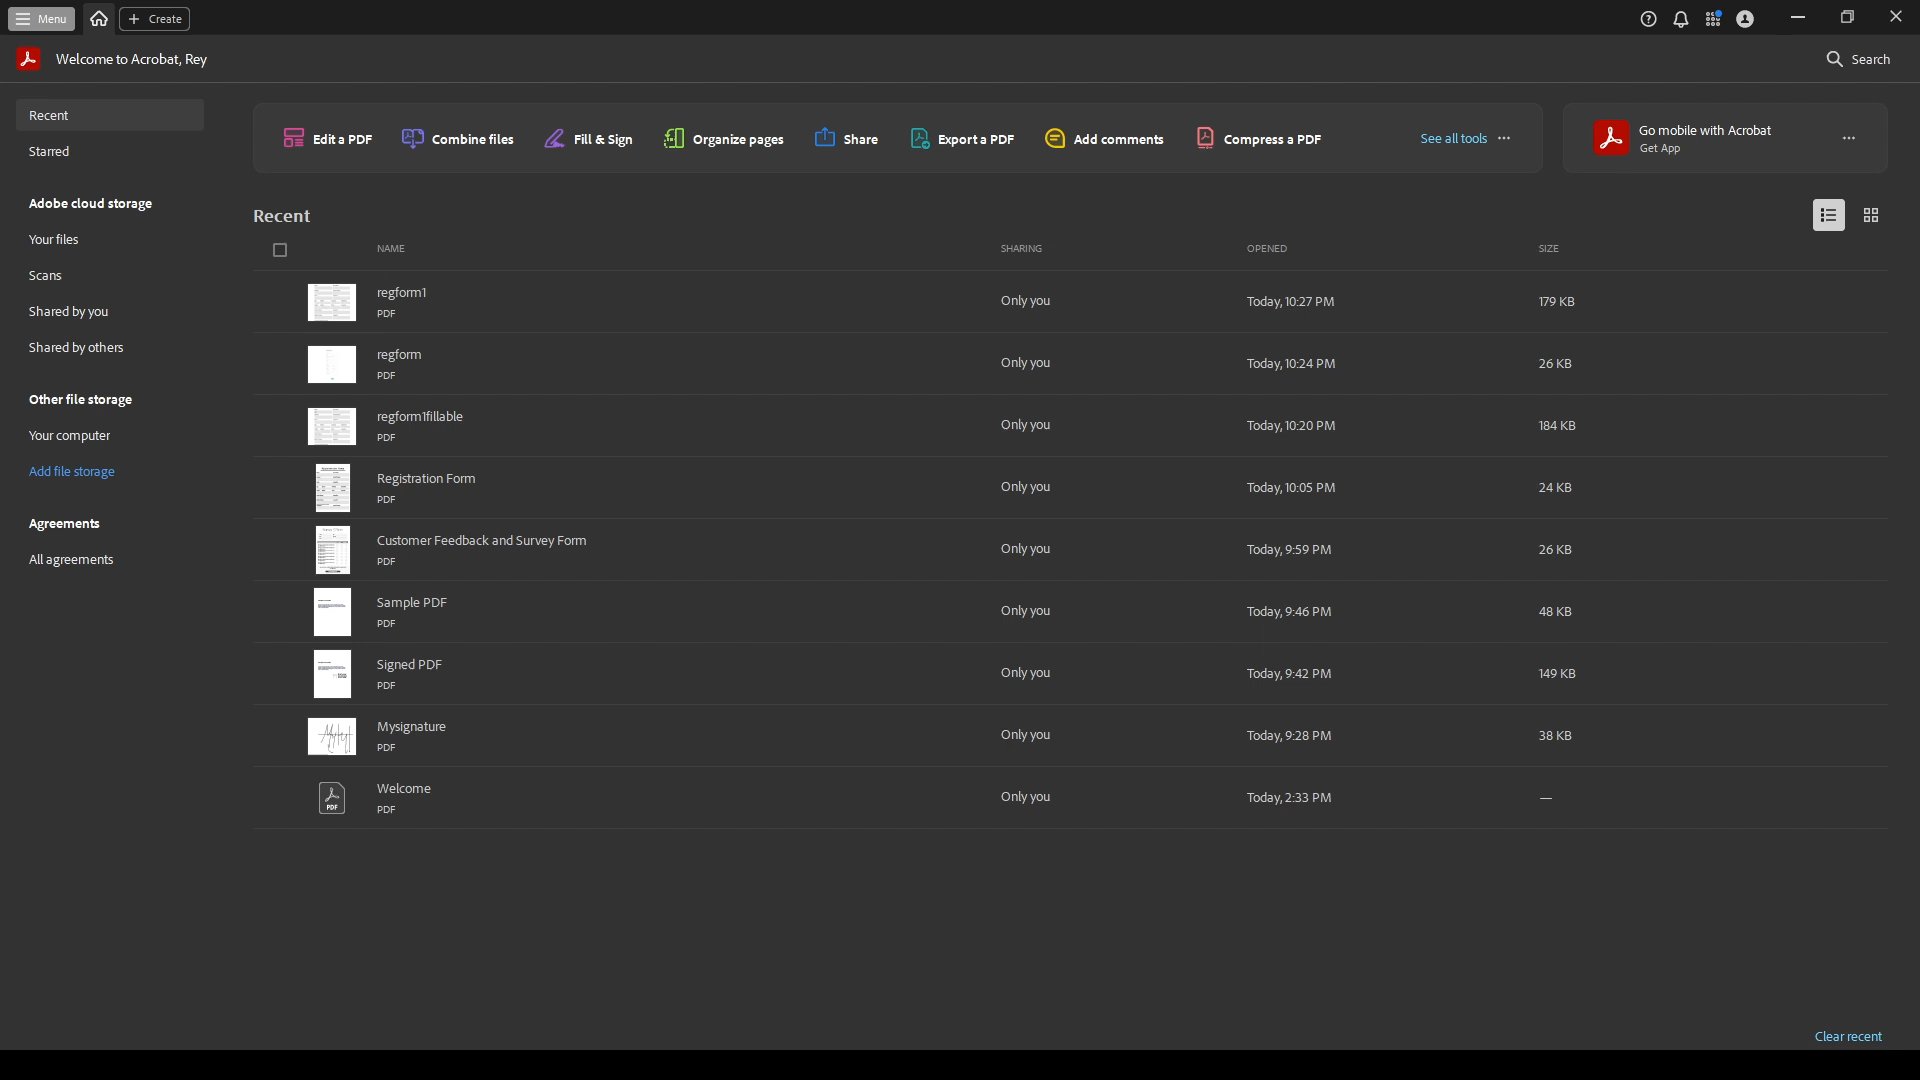 Menu
Create
Welcome to Acrobat, Rey
Search
Recent
Starred
Adobe cloud storage
Your files
Scans
Shared by you
Shared by others
Other file storage
Your computer
Add file storage
Agreements
All agreements
Edit a PDF
Combine files
Fill & Sign
Organize pages
Share
Export a PDF
Add comments
Compress a PDF
See all tools
Go mobile with Acrobat
Get App
Recent
NAME SHARING OPENED SIZE
regform1 Only you Today, 10:27 PM 179 KB
PDF
regform Only you Today, 10:24 PM 26 KB
PDF
regform1fillable Only you Today, 10:20 PM 184 KB
PDF
Registration Form Only you Today, 10:05 PM 24 KB
PDF
Customer Feedback and Survey Form Only you Today, 9:59 PM 26 KB
PDF
Sample PDF Only you Today, 9:46 PM 48 KB
PDF
Signed PDF Only you Today, 9:42 PM 149 KB
PDF
Mysignature Only you Today, 9:28 PM 38 KB
PDF
PDF
Welcome Only you Today, 2:33 PM —
PDF
Clear recent